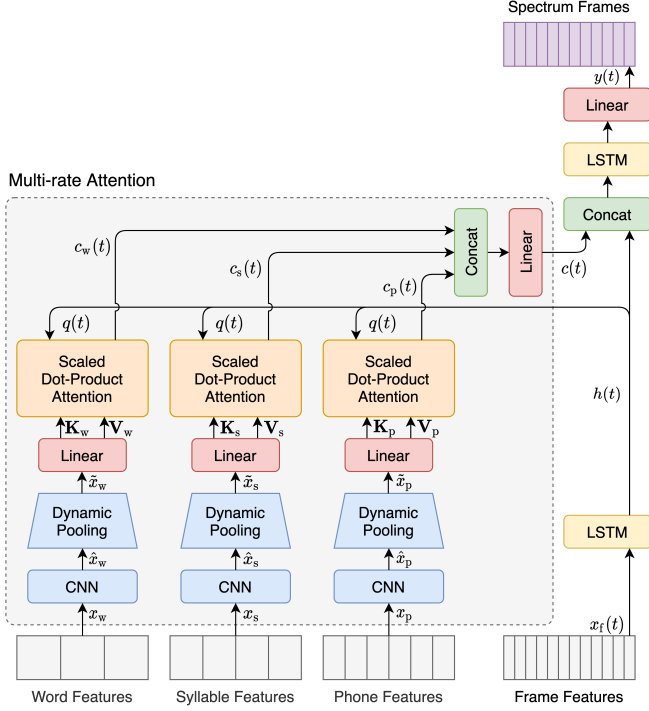 Spectrum Frames
y(t)
Linear
LSTM
Multi-rate Attention
Concat
c_w(t)
c_s(t)
c_p(t)
Concat
Linear
c(t)
q(t)
q(t)
q(t)
Scaled
Dot-Product
Attention
Scaled
Dot-Product
Attention
Scaled
Dot-Product
Attention
h(t)
K_w
V_w
K_s
V_s
K_p
V_p
Linear
Linear
Linear
x̃_w
x̃_s
x̃_p
Dynamic
Pooling
Dynamic
Pooling
Dynamic
Pooling
LSTM
x̂_w
x̂_s
x̂_p
CNN
CNN
CNN
x_w
x_s
x_p
x_f(t)
Word Features
Syllable Features
Phone Features
Frame Features